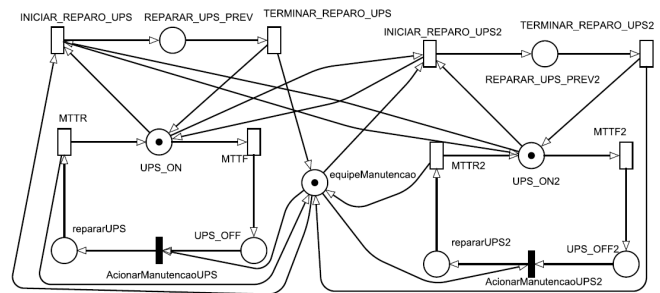 INICIAR_REPARO_UPS
REPARAR_UPS_PREV
TERMINAR_REPARO_UPS
INICIAR_REPARO_UPS2
TERMINAR_REPARO_UPS2
REPARAR_UPS_PREV2
MTTR
UPS_ON
MTTF
equipeManutencao
MTTR2
UPS_ON2
MTTF2
repararUPS
UPS_OFF
AcionarManutencaoUPS
repararUPS2
UPS_OFF2
AcionarManutencaoUPS2